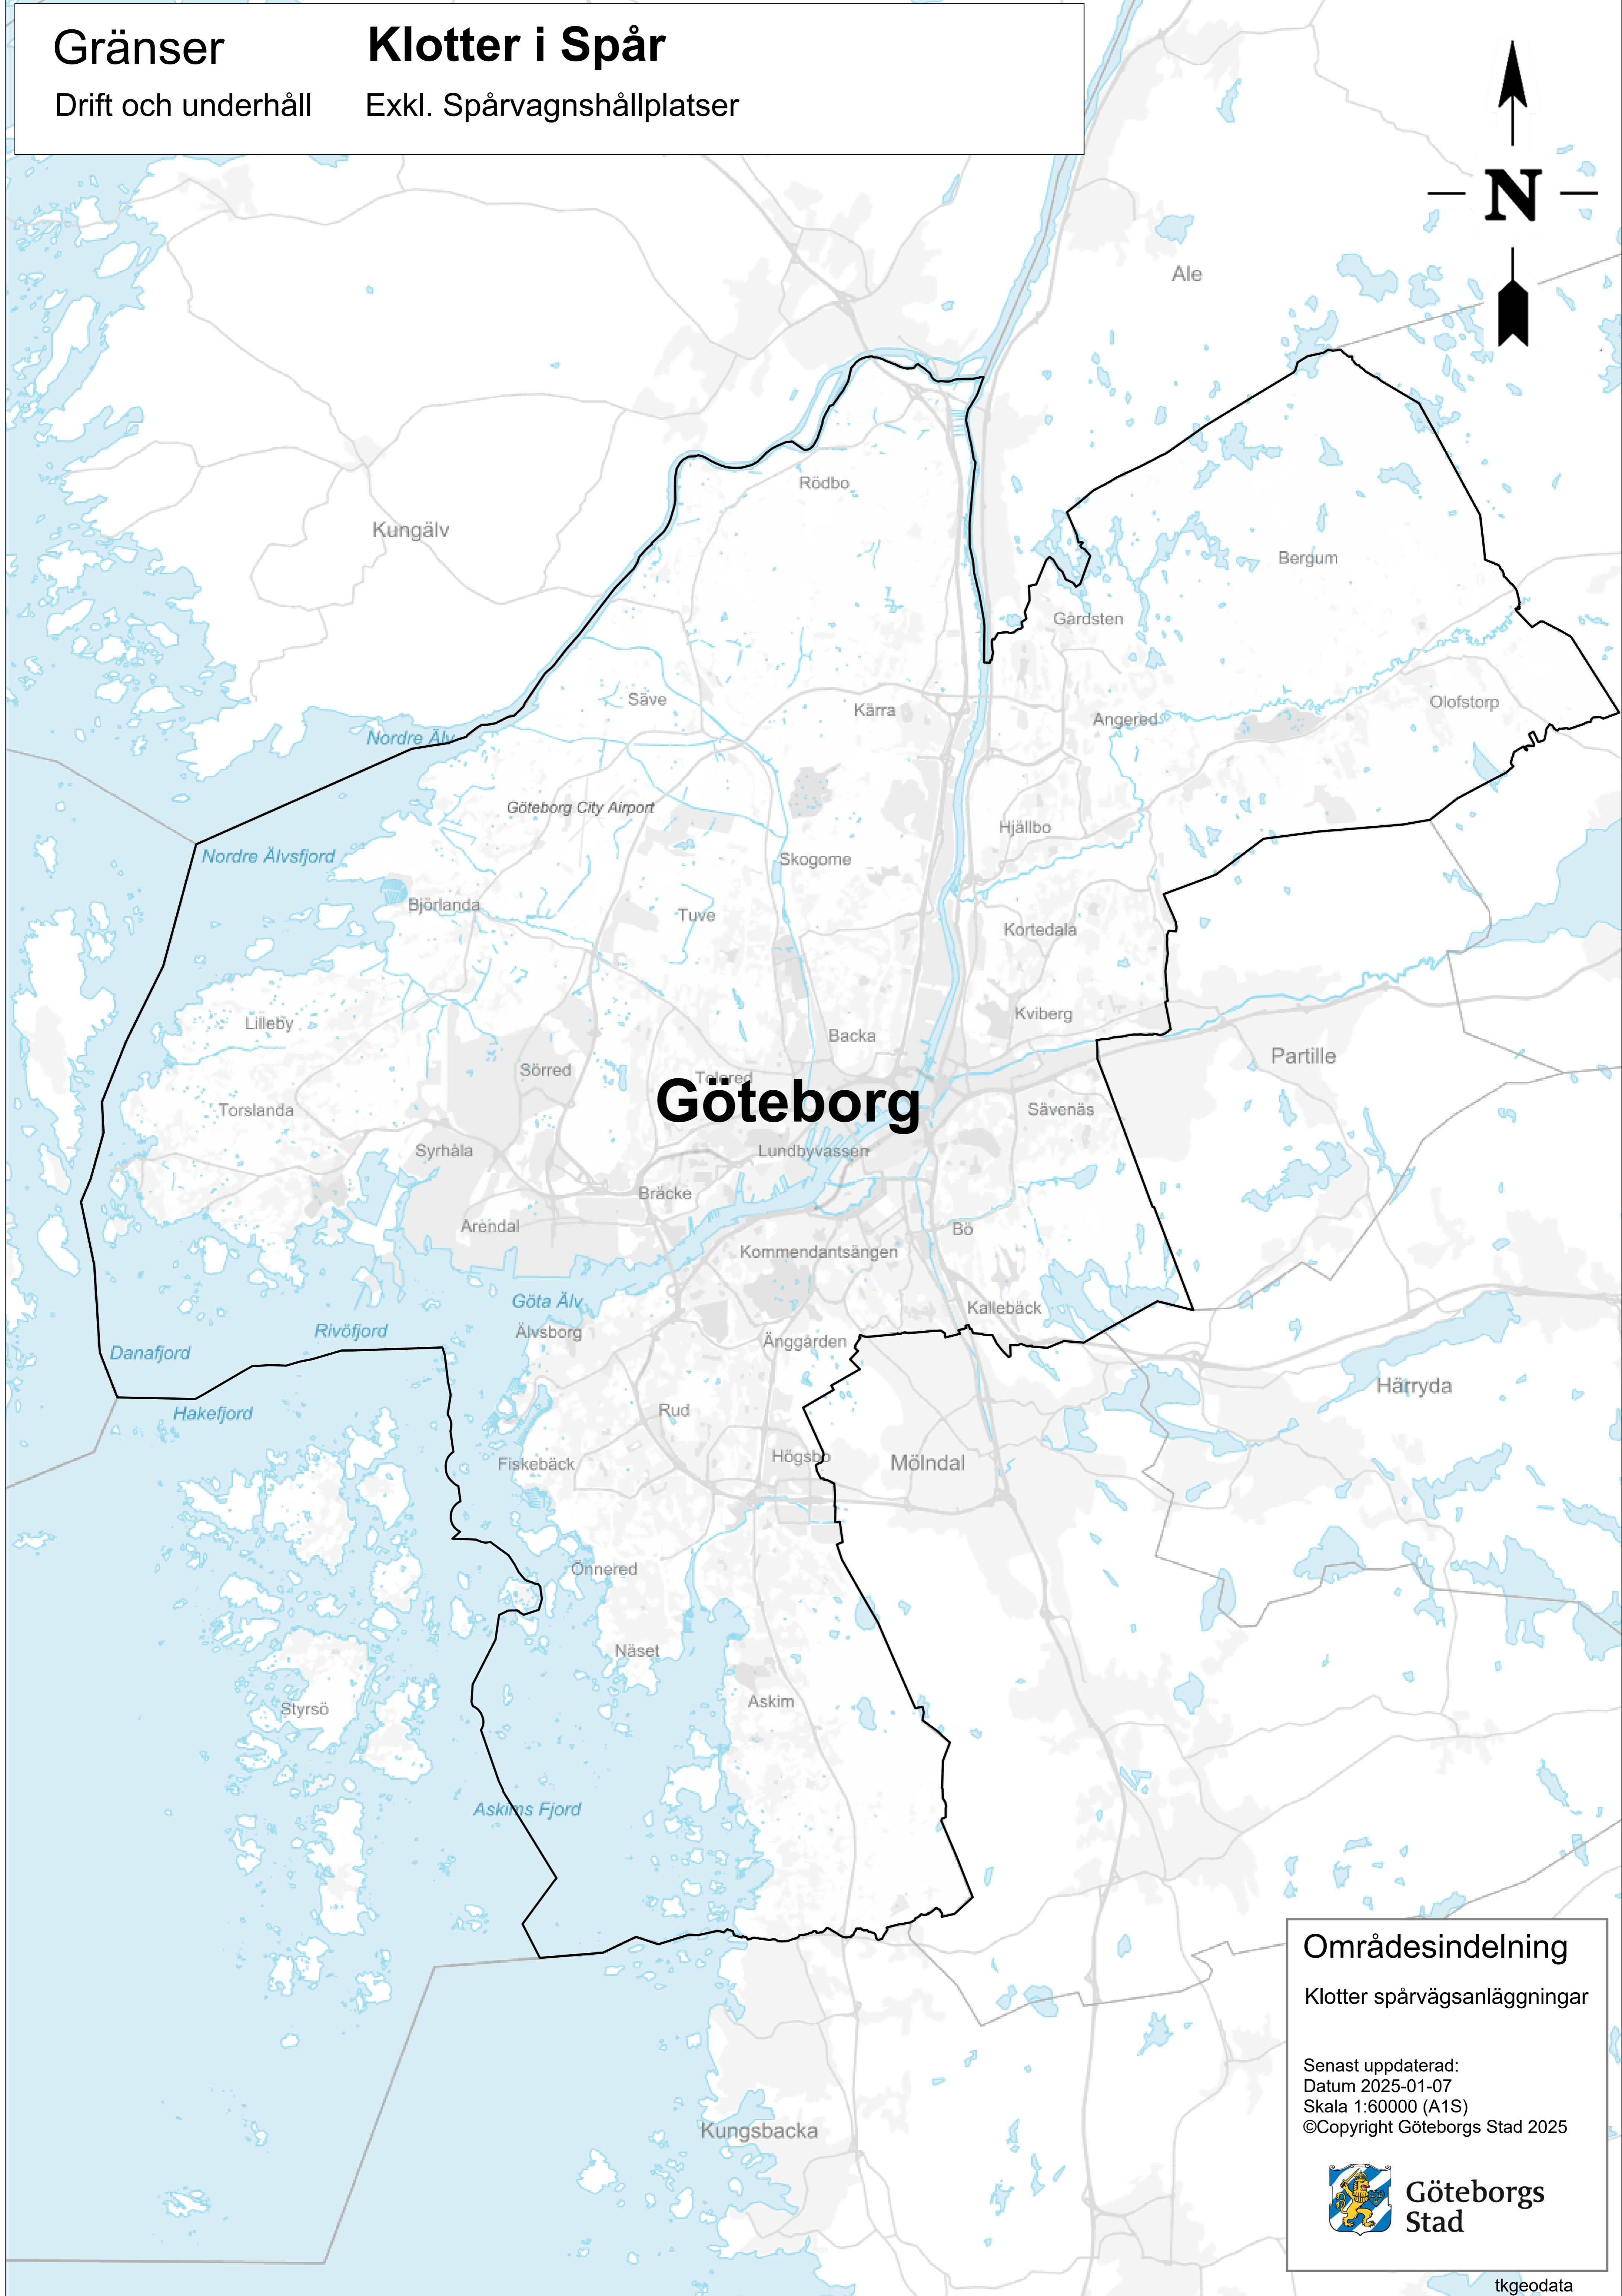 Gränser Klotter i Spår
Drift och underhåll Exkl. Spårvagnshållplatser
N
Ale
Rödbo
Kungälv
Bergum
Gårdsten
Säve
Kärra
Angered
Olofstorp
Nordre Älv
Göteborg City Airport
Hjällbo
Nordre Älvsfjord
Skogome
Björlanda
Tuve
Kortedala
Lilleby
Kviberg
Backa
Partille
Sörred
Tolered
Göteborg
Torslanda
Sävenäs
Syrhåla
Lundbyvassen
Bräcke
Arendal
Bö
Kommendantsängen
Göta Älv
Kallebäck
Rivöfjord
Älvsborg
Änggården
Danafjord
Härryda
Hakefjord
Rud
Högsbo
Fiskebäck
Mölndal
Önnered
Näset
Askim
Styrsö
Askims Fjord
Kungsbacka
Områdesindelning
Klotter spårvägsanläggningar
Senast uppdaterad:
Datum 2025-01-07
Skala 1:60000 (A1S)
©Copyright Göteborgs Stad 2025
Göteborgs
Stad
tkgeodata